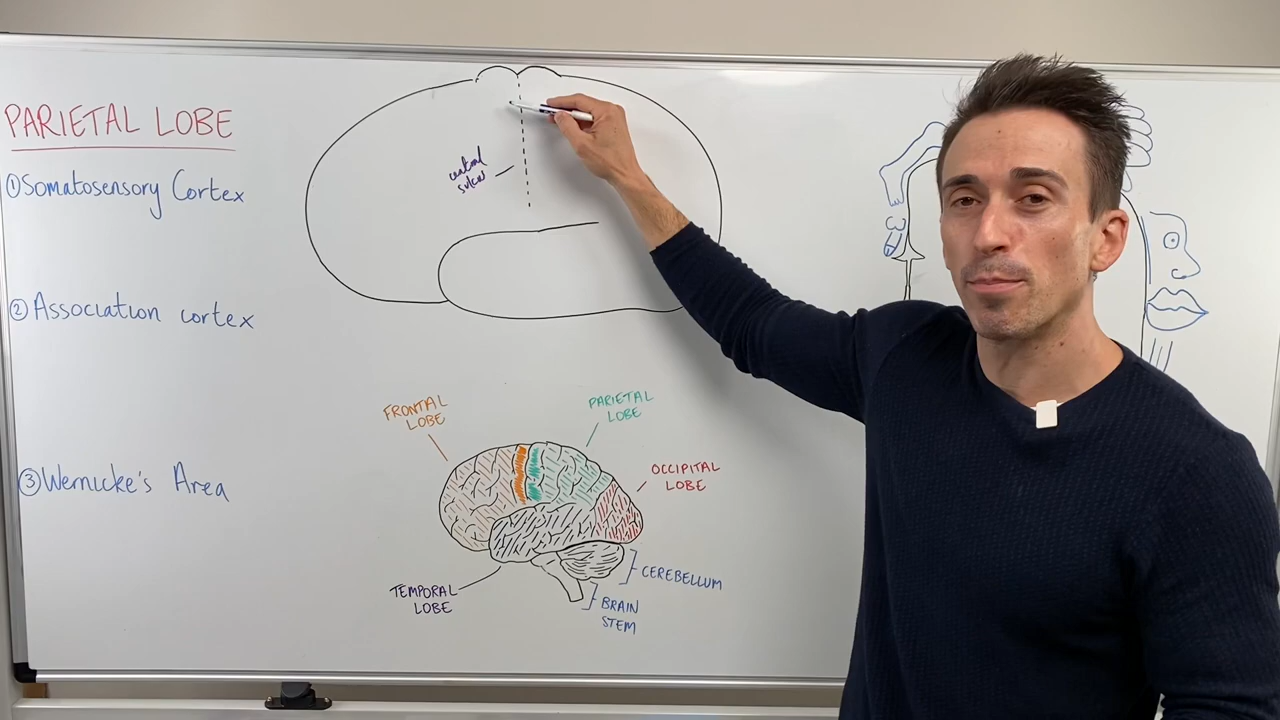 PARIETAL LOBE
①Somatosensory Cortex
②Association cortex
③Wernicke's Area
central
sulcus
FRONTAL
LOBE
PARIETAL
LOBE
OCCIPITAL
LOBE
TEMPORAL
LOBE
CEREBELLUM
BRAIN
STEM